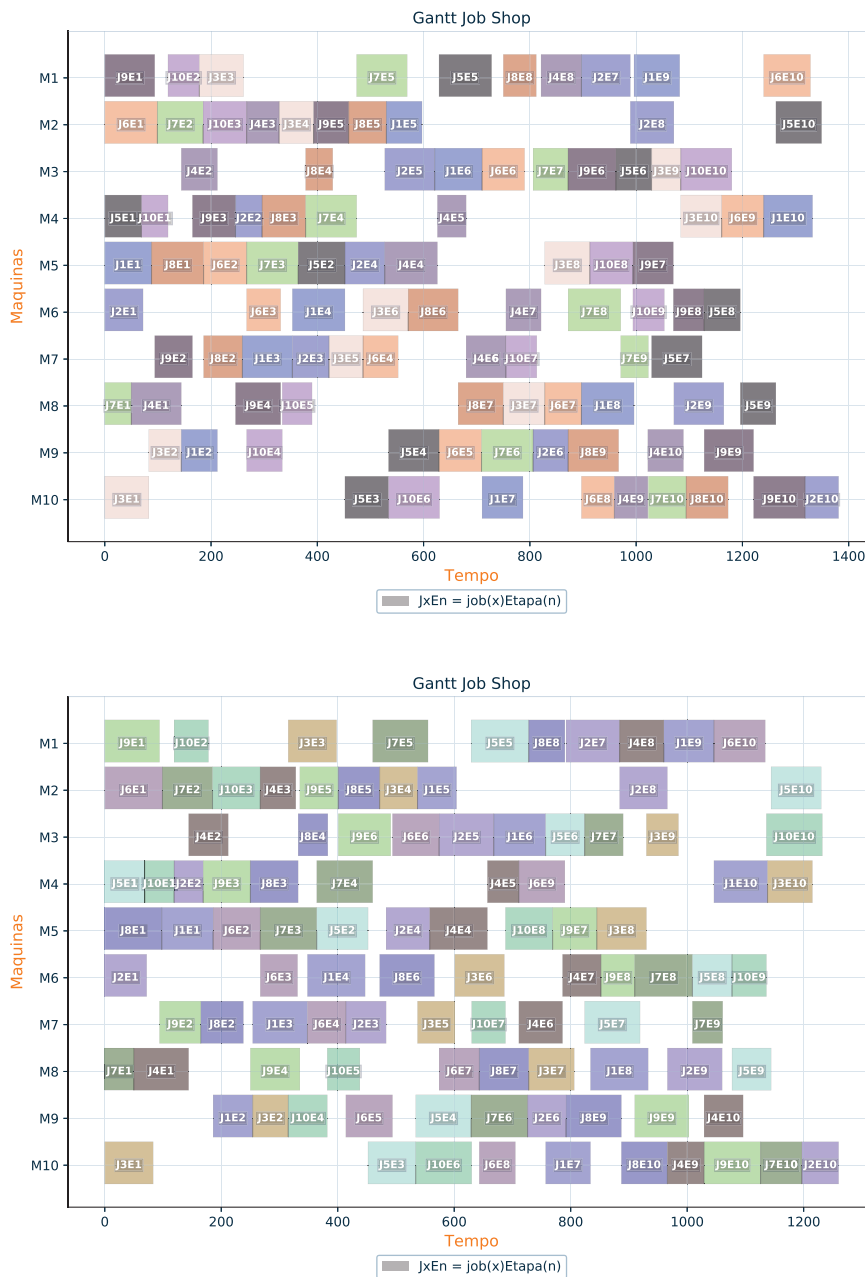 Gantt Job Shop
M1 J9E1 J10E2 J3E3 J7E5 J5E5 J8E8 J4E8 J2E7 J1E9 J6E10
M2 J6E1 J7E2 J10E3 J4E3 J3E4 J9E5 J8E5 J1E5 J2E8 J5E10
M3 J4E2 J8E4 J2E5 J1E6 J6E6 J7E7 J9E6 J5E6 J3E9 J10E10
M4 J5E1 J10E1 J9E3 J2E2 J8E3 J7E4 J4E5 J3E10 J6E9 J1E10
M5 J1E1 J8E1 J6E2 J7E3 J5E2 J2E4 J4E4 J3E8 J10E8 J9E7
M6 J2E1 J6E3 J1E4 J3E6 J8E6 J4E7 J7E8 J10E9 J9E8 J5E8
M7 J9E2 J8E2 J1E3 J2E3 J3E5 J6E4 J4E6 J10E7 J7E9 J5E7
M8 J7E1 J4E1 J9E4 J10E5 J8E7 J3E7 J6E7 J1E8 J2E9 J5E9
M9 J3E2 J1E2 J10E4 J5E4 J6E5 J7E6 J2E6 J8E9 J4E10 J9E9
M10 J3E1 J5E3 J10E6 J1E7 J6E8 J4E9 J7E10 J8E10 J9E10 J2E10
Maquinas
0 200 400 600 800 1000 1200 1400
Tempo
JxEn = job(x)Etapa(n)
Gantt Job Shop
M1 J9E1 J10E2 J3E3 J7E5 J5E5 J8E8 J2E7 J4E8 J1E9 J6E10
M2 J6E1 J7E2 J10E3 J4E3 J9E5 J8E5 J3E4 J1E5 J2E8 J5E10
M3 J4E2 J8E4 J9E6 J6E6 J2E5 J1E6 J5E6 J7E7 J3E9 J10E10
M4 J5E1 J10E1 J2E2 J9E3 J8E3 J7E4 J4E5 J6E9 J1E10 J3E10
M5 J8E1 J1E1 J6E2 J7E3 J5E2 J2E4 J4E4 J10E8 J9E7 J3E8
M6 J2E1 J6E3 J1E4 J8E6 J3E6 J4E7 J9E8 J7E8 J5E8 J10E9
M7 J9E2 J8E2 J1E3 J6E4 J2E3 J3E5 J10E7 J4E6 J5E7 J7E9
M8 J7E1 J4E1 J9E4 J10E5 J6E7 J8E7 J3E7 J1E8 J2E9 J5E9
M9 J1E2 J3E2 J10E4 J6E5 J5E4 J7E6 J2E6 J8E9 J9E9 J4E10
M10 J3E1 J5E3 J10E6 J6E8 J1E7 J8E10 J4E9 J9E10 J7E10 J2E10
Maquinas
0 200 400 600 800 1000 1200
Tempo
JxEn = job(x)Etapa(n)